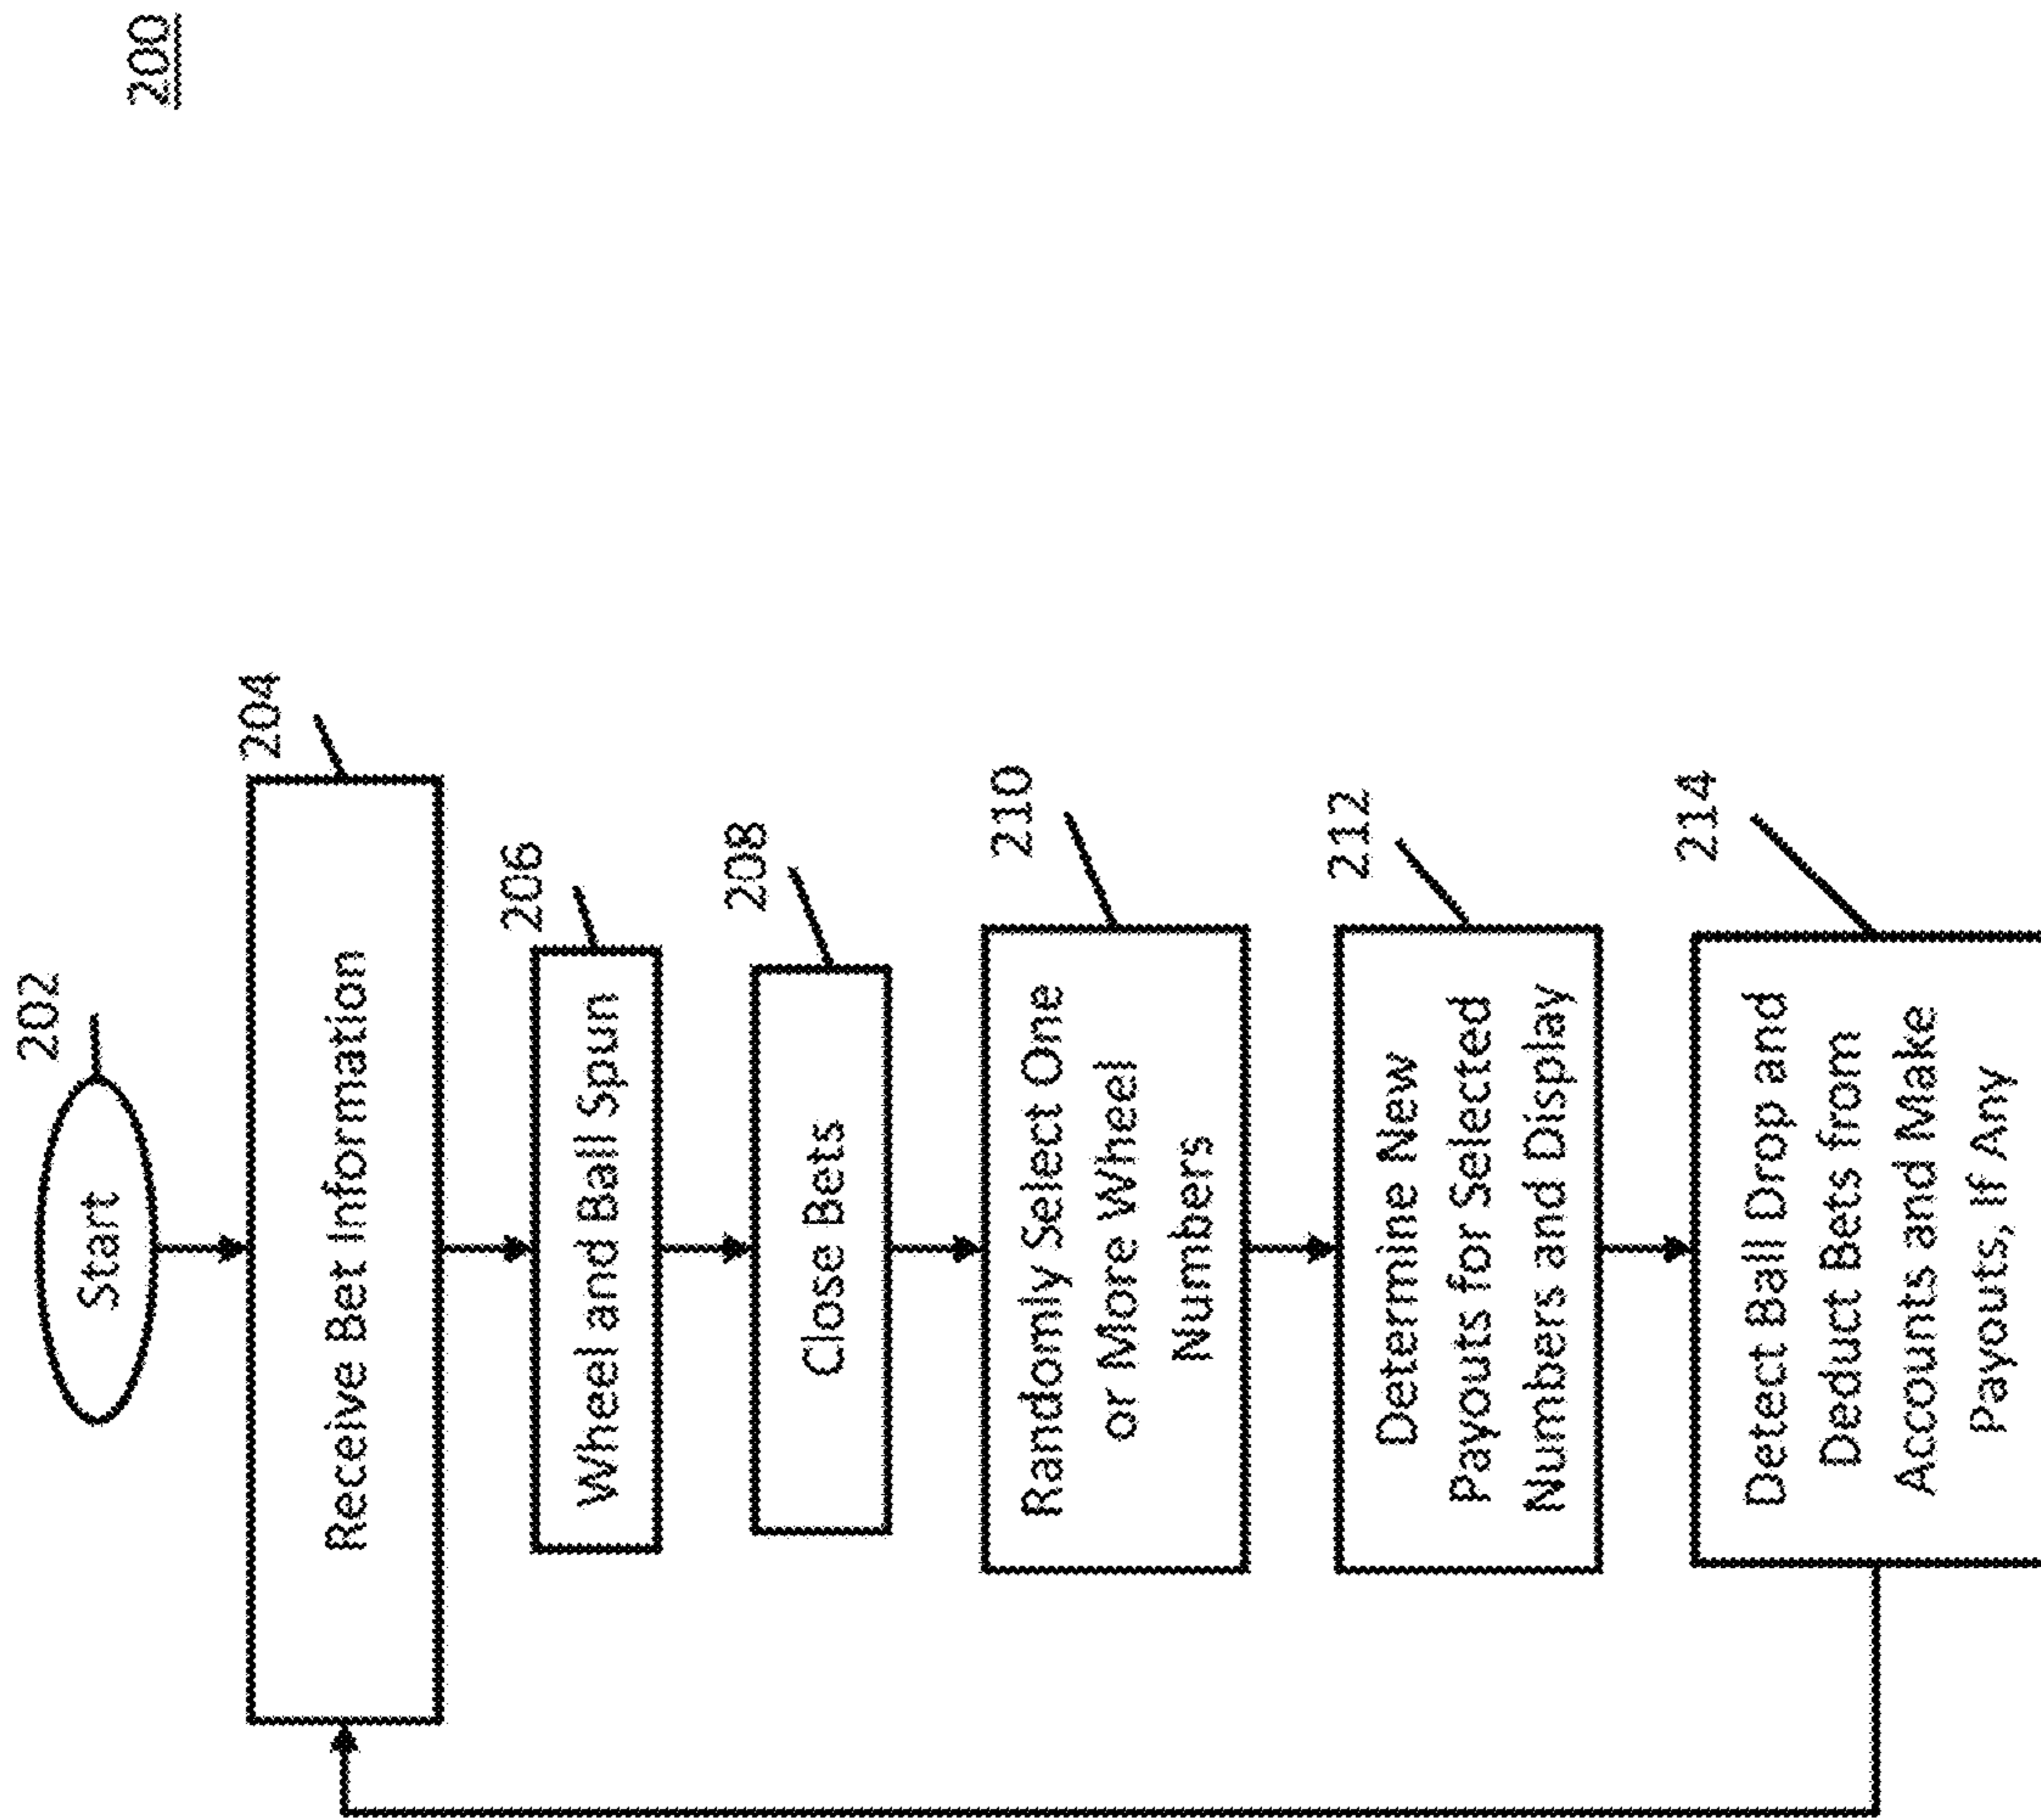 200
202
Start
204
Receive Bet Information
206
Wheel and Ball Spun
208
Close Bets
210
Randomly Select One
or More Wheel
Numbers
212
Determine New
Payouts for Selected
Numbers and Display
214
Detect Ball Drop and
Deduct Bets from
Accounts and Make
Payouts, If Any